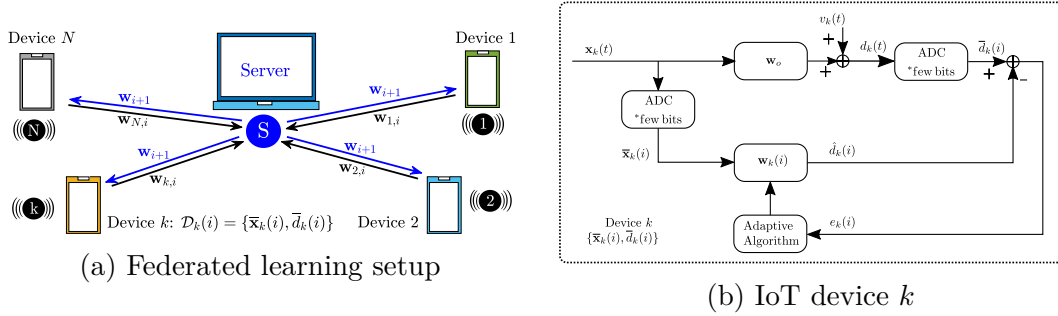 Device N
Device 1
Server
w_{i+1}
w_{i+1}
w_{N,i}
w_{1,i}
N
S
1
w_{i+1}
w_{i+1}
w_{k,i}
w_{2,i}
k
2
Device k: 𝒟_k(i) = {x̅_k(i), d̅_k(i)}
Device 2
(a) Federated learning setup
v_k(t)
x_k(t)
+
d_k(t)
d̅_k(i)
w_o
+
ADC
*few bits
+
−
ADC
*few bits
x̅_k(i)
w_k(i)
d̂_k(i)
Device k
{x̅_k(i), d̅_k(i)}
Adaptive
Algorithm
e_k(i)
(b) IoT device k